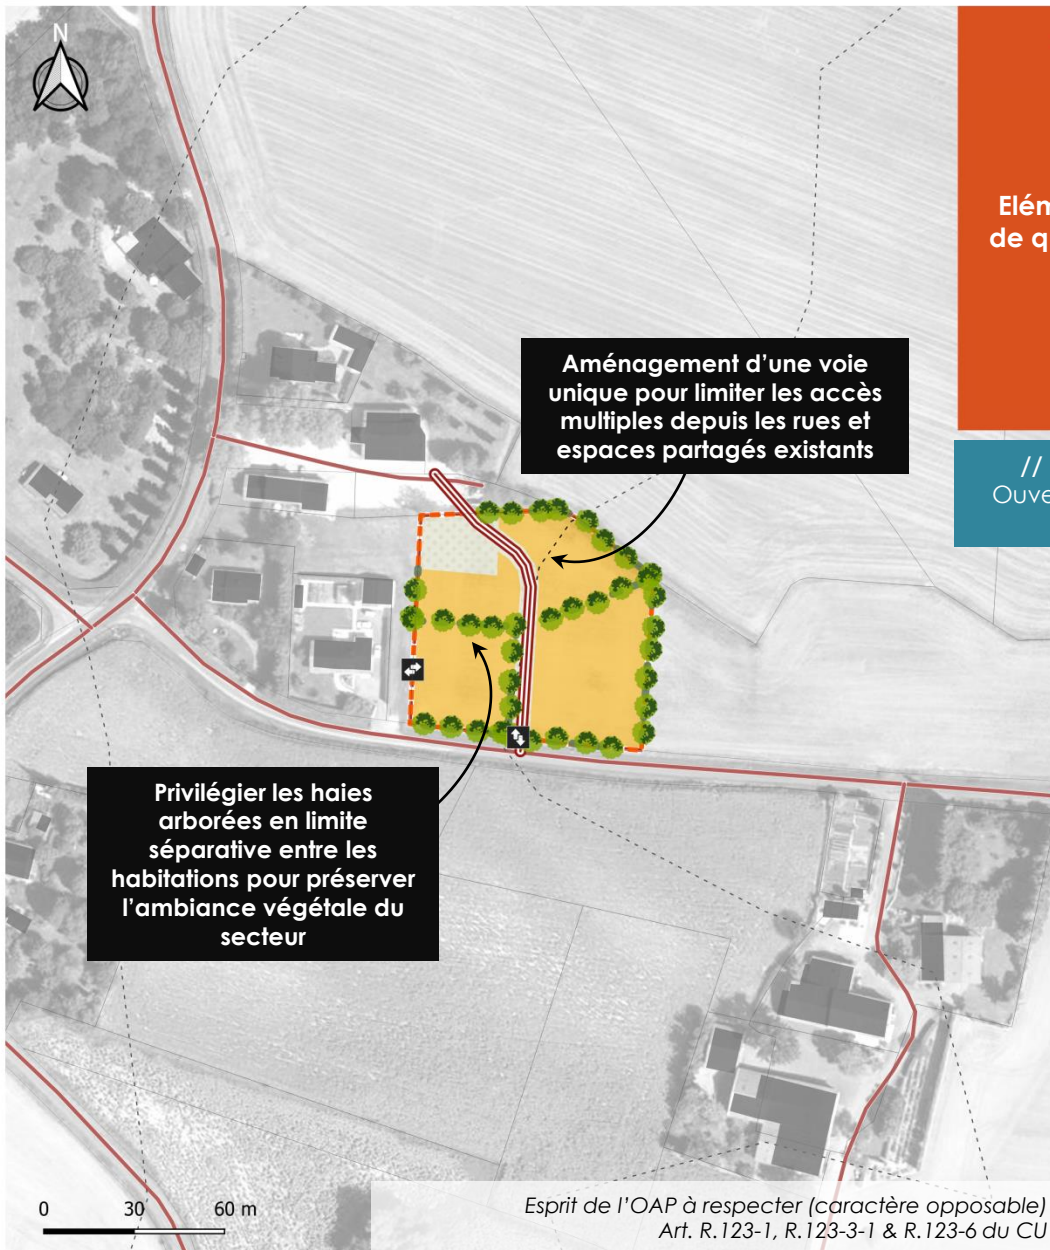 N
Elém
de q
Aménagement d’une voie
unique pour limiter les accès
multiples depuis les rues et
espaces partagés existants
//
Ouve
Privilégier les haies
arborées en limite
séparative entre les
habitations pour préserver
l’ambiance végétale du
secteur
0 30 60 m
Esprit de l’OAP à respecter (caractère opposable)
Art. R.123-1, R.123-3-1 & R.123-6 du CU